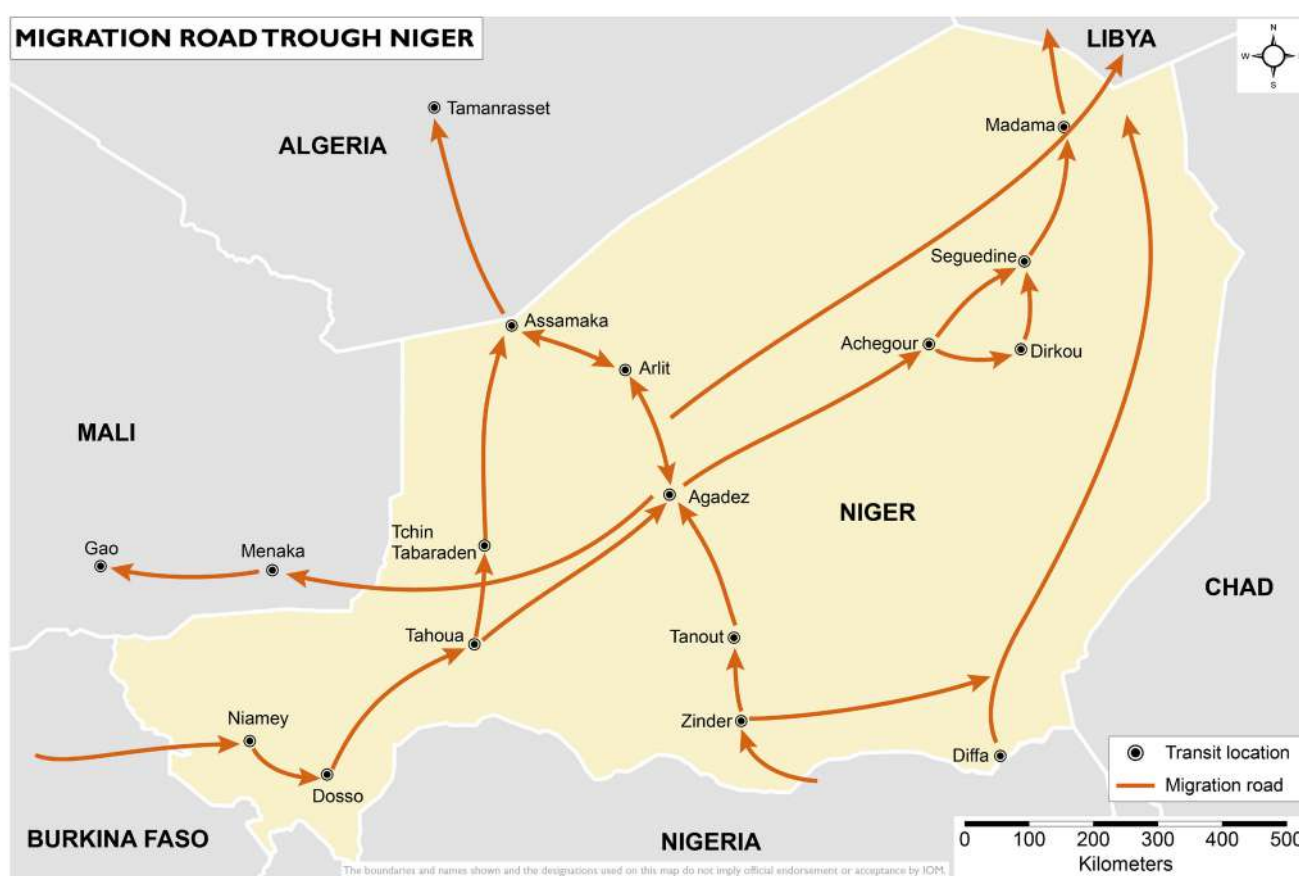 MIGRATION ROAD TROUGH NIGER
LIBYA
N
W
S
Tamanrasset
Madama
ALGERIA
Seguedine
Assamaka
Achegour
Dirkou
Arlit
MALI
Agadez
NIGER
Tchin
Tabaraden
Gao
Menaka
CHAD
Tahoua
Tanout
Niamey
Zinder
Diffa
Transit location
Dosso
Migration road
BURKINA FASO
NIGERIA
0 100 200 300 400 500
Kilometers
The boundaries and names shown and the designations used on this map do not imply official endorsement or acceptance by IOM.